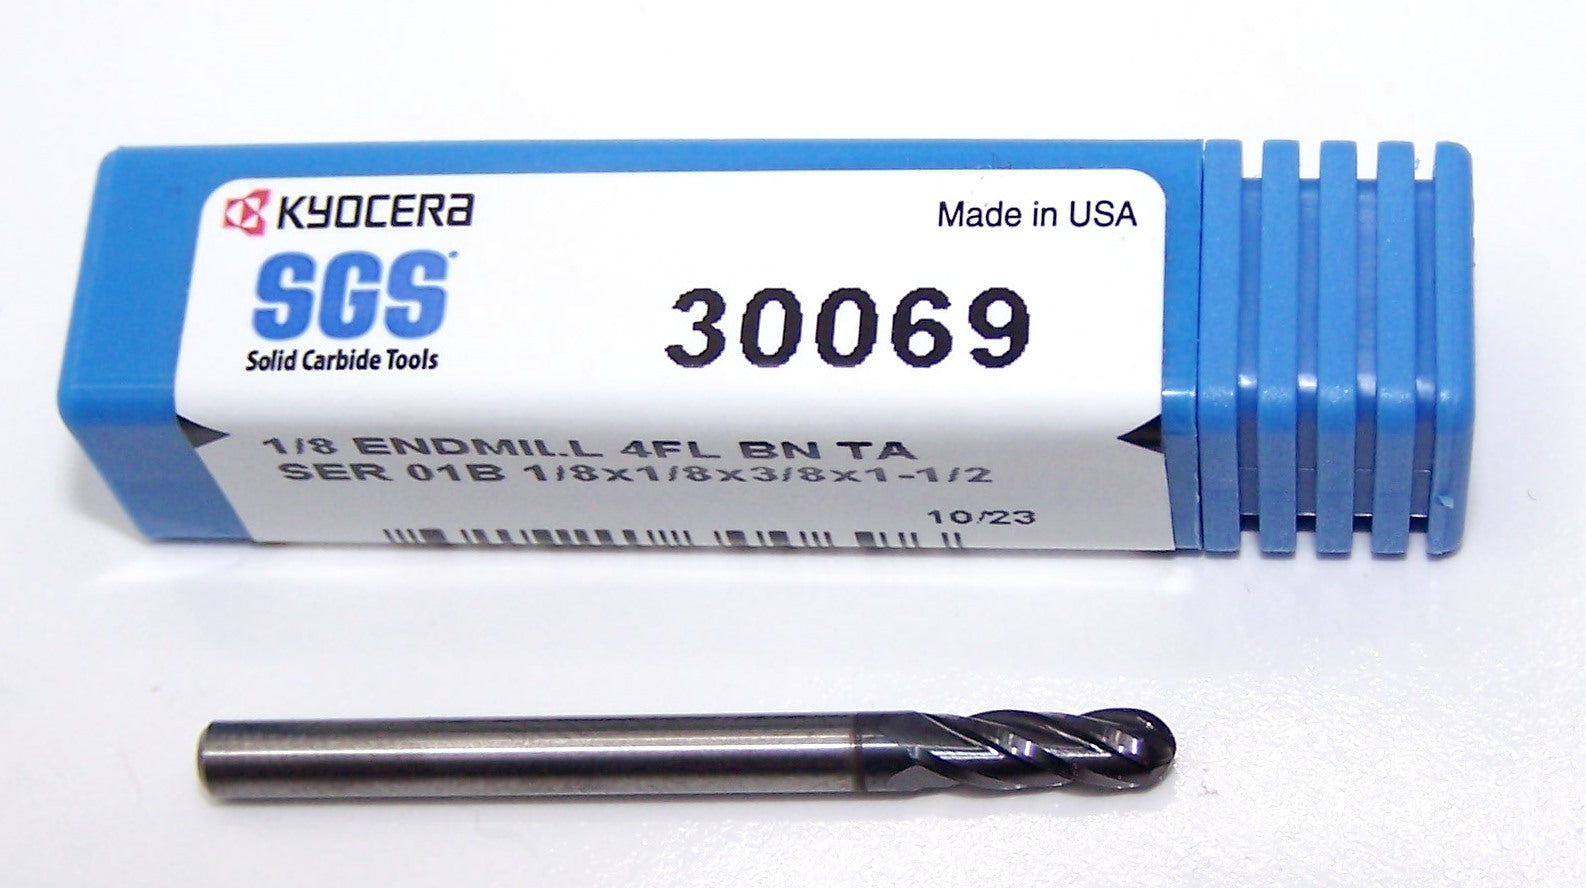 KYOCERA
SGS
Solid Carbide Tools
Made in USA
30069
1/8 ENDMILL 4FL BN TA
SER 01B 1/8x1/8x3/8x1-1/2
10/23